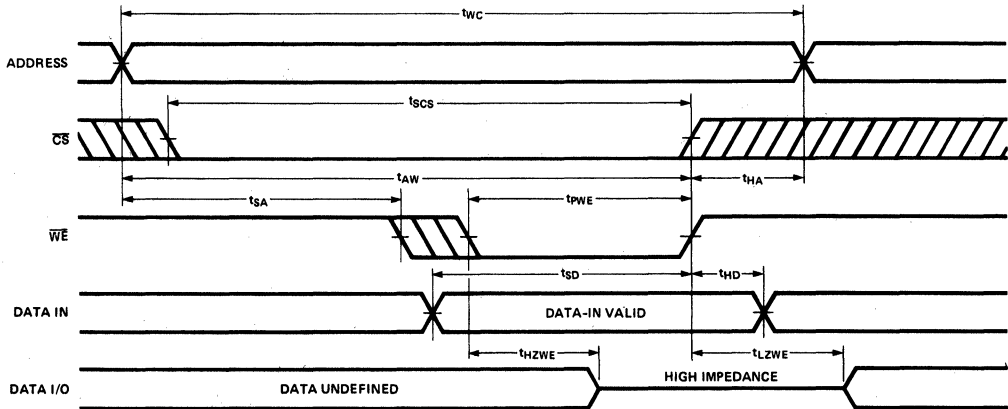 tWC
ADDRESS
tSCS
CS
tAW
tHA
tSA
tPWE
WE
tSD
tHD
DATA IN
DATA-IN VALID
tHZWE
tLZWE
HIGH IMPEDANCE
DATA I/O
DATA UNDEFINED